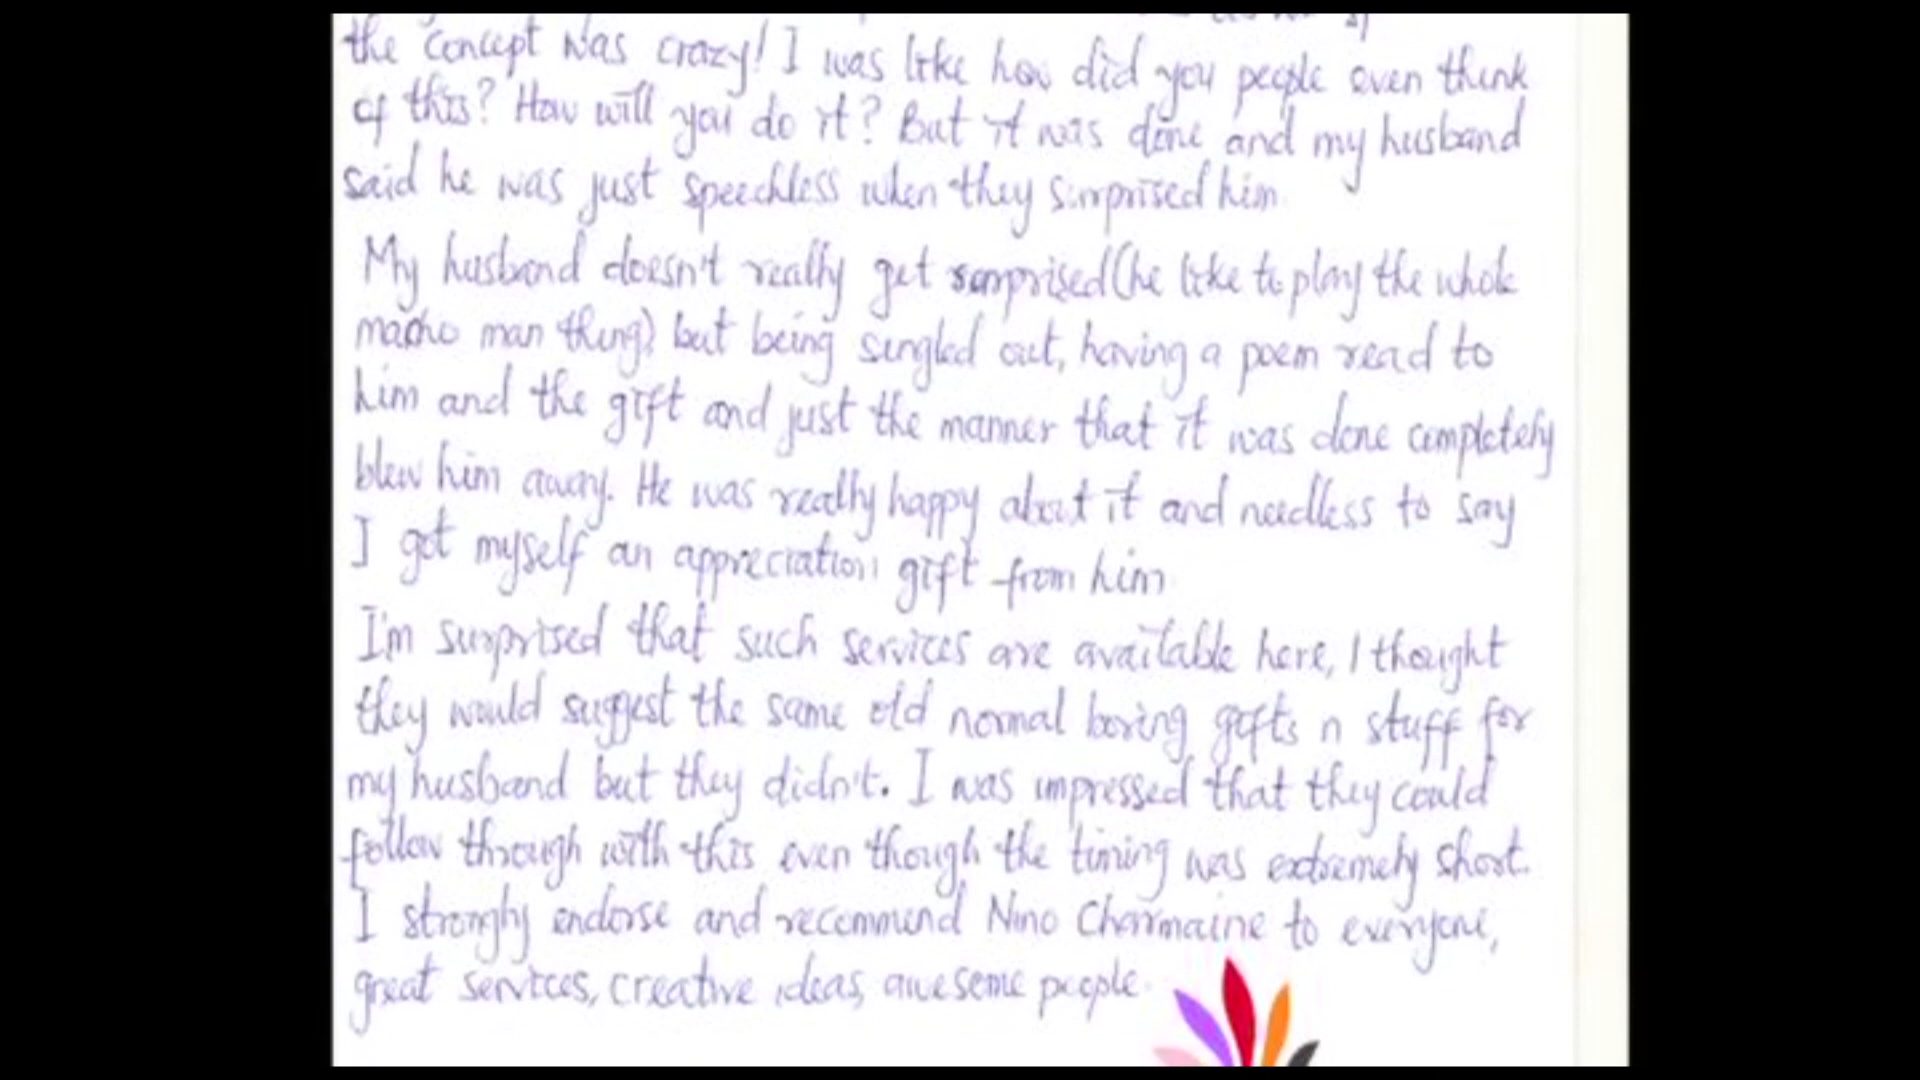 the concept was crazy! I was like how did you people even think
of this? How will you do it? But it was done and my husband
said he was just speechless when they surprised him.
My husband doesn't really get surprised (he like to play the whole
macho man thing) but being singled out, having a poem read to
him and the gift and just the manner that it was done completely
blew him away. He was really happy about it and needless to say
I got myself an appreciation gift from him
I'm surprised that such services are available here, I thought
they would suggest the same old normal boring gifts n stuff for
my husband but they didn't. I was impressed that they could
follow through with this even though the timing was extremely short.
I strongly endorse and recommend Nino Charmaine to everyone,
great services, creative ideas, awesome people.